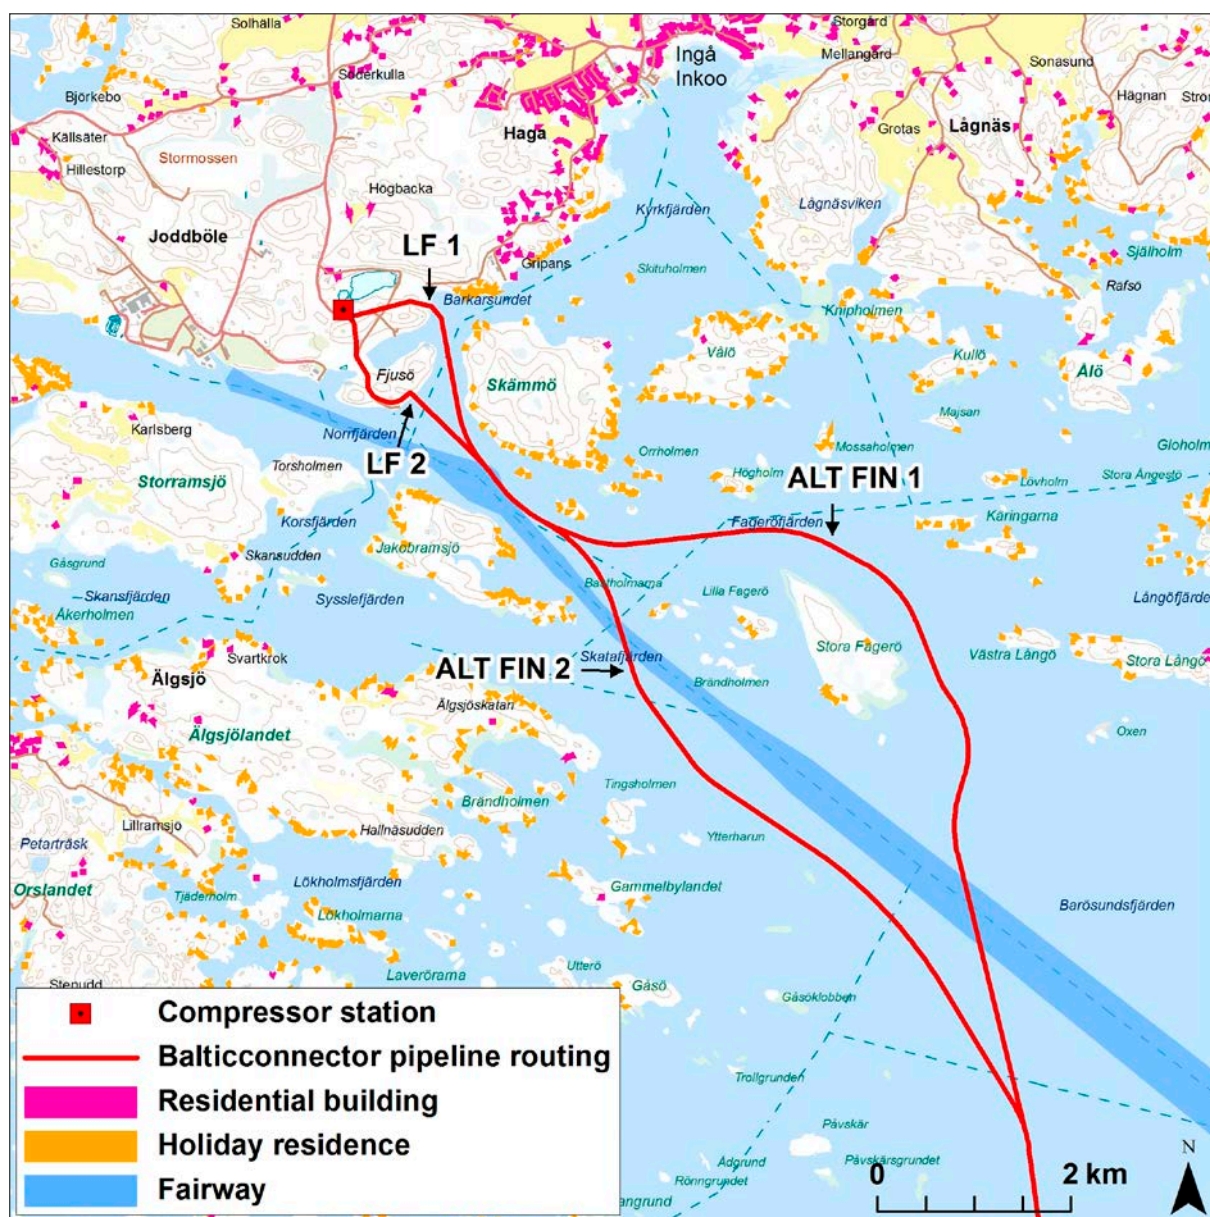 Solhälla
Storgård
Ingå
Inkoo
Mellangård
Sonasund
Söderkulla
Björkebo
Hägnan
Källsäter
Haga
Grotas
Lågnäs
Stormossen
Hillestorp
Högbacka
Kyrkfjärden
Lågnäsviken
Joddböle
LF 1
Gripans
Skituholmen
Själholm
Rafsö
Barkarsundet
Knipholmen
Vålö
Kullö
Ålö
Fjusö
Skämmö
Majsan
Karlsberg
Norrfjärden
Mossaholmen
Gloholm
LF 2
Orrholmen
Torsholmen
Högholm
ALT FIN 1
Stora Ångestö
Storramsjö
Lövholm
Korsfjärden
Fageröfjärden
Käringarna
Jakobramsjö
Skansudden
Gåsgrund
Bastholmarna
Lilla Fagerö
Skansfjärden
Sysslefjärden
Långöfjärde
Åkerholmen
Stora Fagerö
Svartkrok
Skatafjärden
Västra Långö
Stora Långö
ALT FIN 2
Älgsjö
Brändholmen
Älgsjöskatan
Älgsjölandet
Oxen
Tingsholmen
Brändholmen
Lillramsjö
Hallnäsudden
Ytterharun
Petarträsk
Lökholmsfjärden
Gammelbylandet
Orslandet
Tjäderholm
Barösundsfjärden
Lökholmarna
Utterö
Laverörarna
Stepudd
Gåsö
Gåsöklobben
Compressor station
Balticconnector pipeline routing
Trollgrunden
Residential building
Påvskär
Holiday residence
Ådgrund
Påvskärsgrundet
N
Rönngrundet
Fairway
0
2 km
angrund